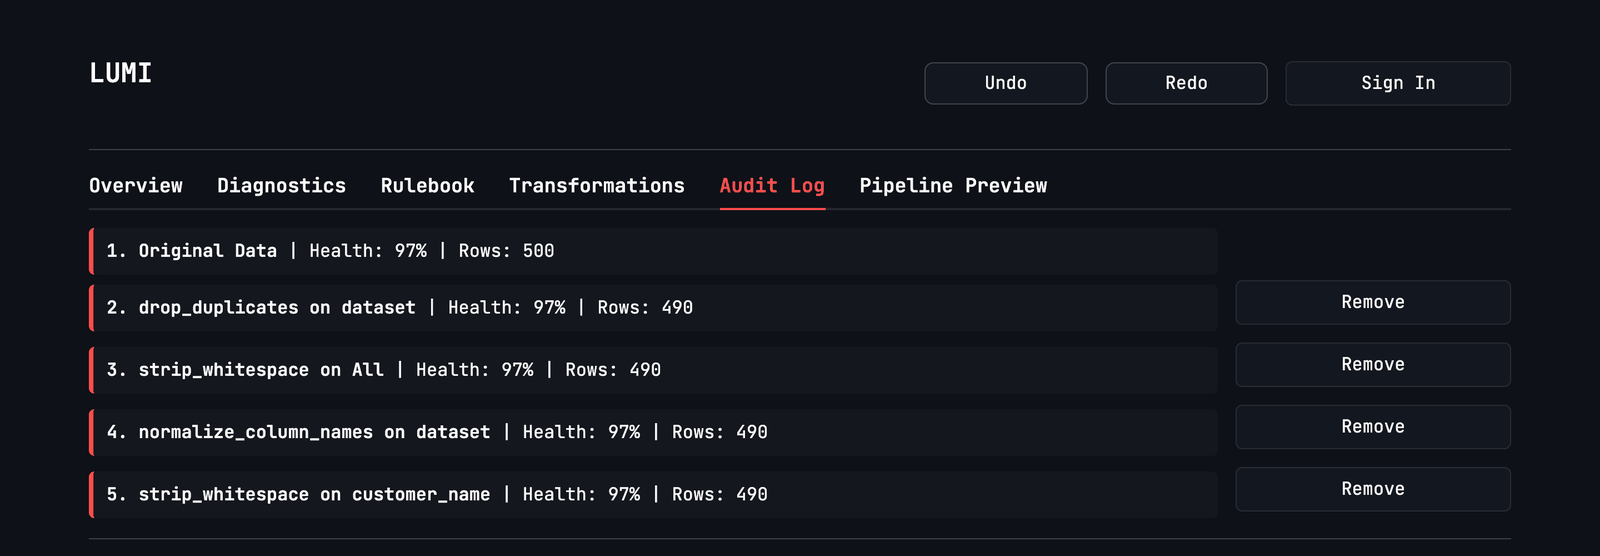 LUMI
Undo Redo Sign In
Overview Diagnostics Rulebook Transformations Audit Log Pipeline Preview
1. Original Data | Health: 97% | Rows: 500
2. drop_duplicates on dataset | Health: 97% | Rows: 490
Remove
3. strip_whitespace on All | Health: 97% | Rows: 490
Remove
4. normalize_column_names on dataset | Health: 97% | Rows: 490
Remove
5. strip_whitespace on customer_name | Health: 97% | Rows: 490
Remove